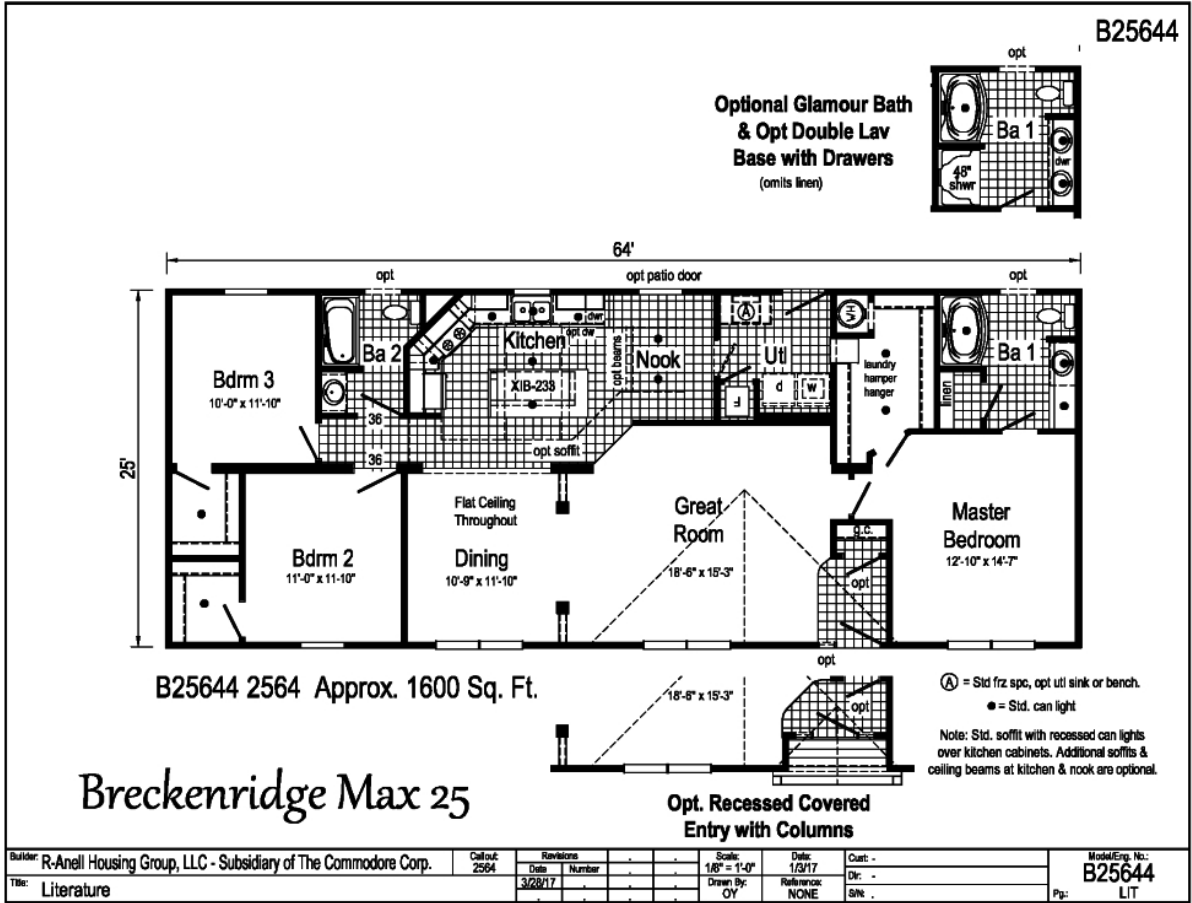 B25644
opt
Optional Glamour Bath
& Opt Double Lav
Base with Drawers
(omits linen)
Ba 1
dwr
48"
shwr
64'
opt
opt patio door
opt
25'
Bdrm 3
10'-0" x 11'-10"
Ba 2
36
36
Kitchen
dwr
opt dw
XIB-233
opt beams
opt soffit
Nook
A
Utl
F
d
w
WH
laundry
hamper
hanger
linen
Ba 1
Bdrm 2
11'-0" x 11'-10"
Flat Ceiling
Throughout
Dining
10'-9" x 11'-10"
Great
Room
18'-6" x 15'-3"
g.c.
opt
Master
Bedroom
12'-10" x 14'-7"
opt
B25644 2564 Approx. 1600 Sq. Ft.
18'-6" x 15'-3"
opt
A = Std frz spc, opt utl sink or bench.
● = Std. can light
Note: Std. soffit with recessed can lights
over kitchen cabinets. Additional soffits &
ceiling beams at kitchen & nook are optional.
Breckenridge Max 25
Opt. Recessed Covered
Entry with Columns
Builder: R-Anell Housing Group, LLC - Subsidiary of The Commodore Corp.
Title: Literature
Callout:
2564
Revisions
Date Number
3/28/17
Scale:
1/8" = 1'-0"
Drawn By:
OY
Date:
1/3/17
Reference:
NONE
Cust: -
Dir: -
S/N: .
Model/Eng. No.:
B25644
Pg.: LIT